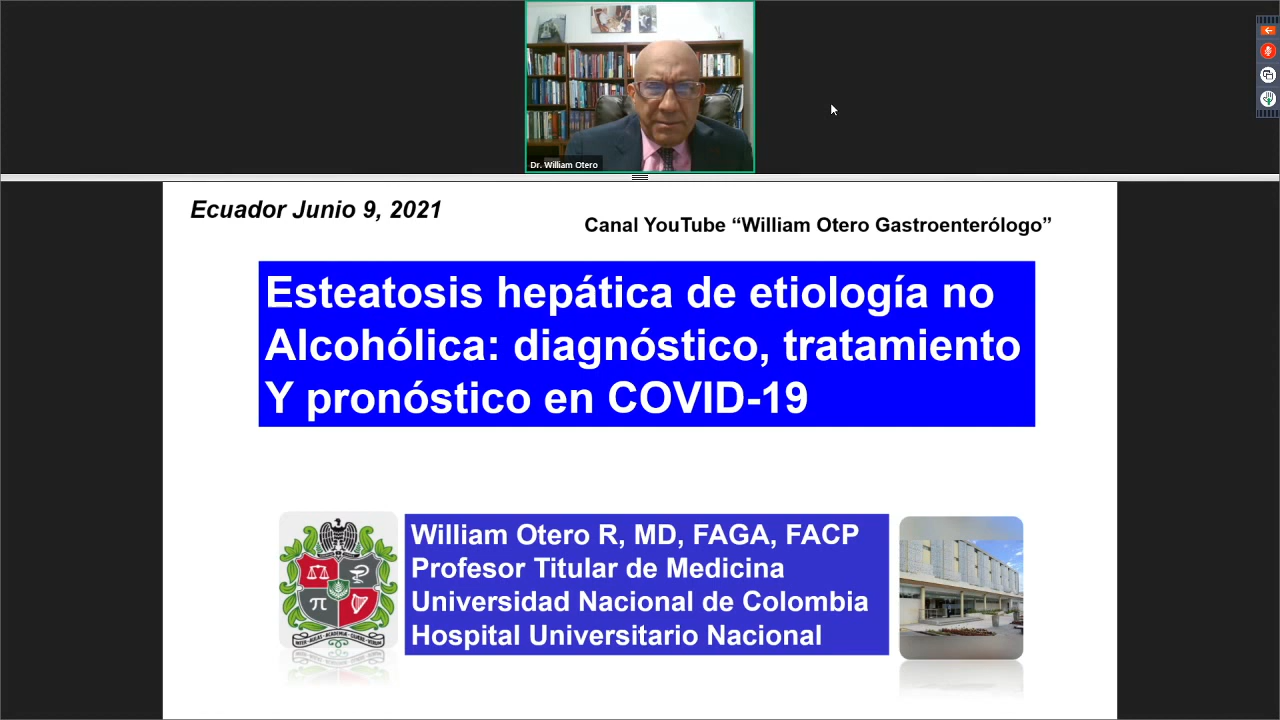 Dr. William Otero
Ecuador Junio 9, 2021
Canal YouTube “William Otero Gastroenterólogo”
Esteatosis hepática de etiología no
Alcohólica: diagnóstico, tratamiento
Y pronóstico en COVID-19
William Otero R, MD, FAGA, FACP
Profesor Titular de Medicina
Universidad Nacional de Colombia
Hospital Universitario Nacional